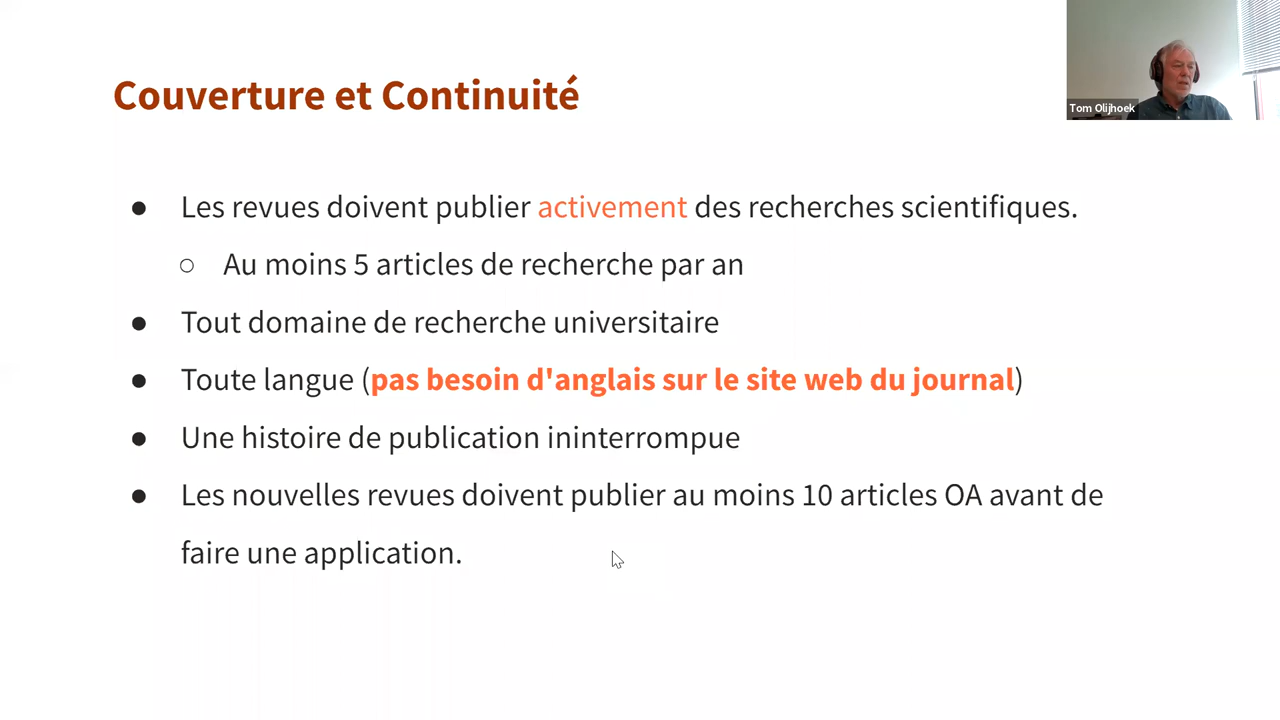 Couverture et Continuité
Tom Olijhoek
● Les revues doivent publier activement des recherches scientifiques.
○ Au moins 5 articles de recherche par an
● Tout domaine de recherche universitaire
● Toute langue (pas besoin d'anglais sur le site web du journal)
● Une histoire de publication ininterrompue
● Les nouvelles revues doivent publier au moins 10 articles OA avant de
faire une application.